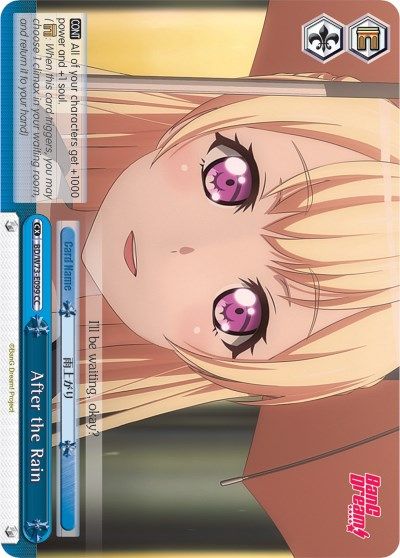 CONT All of your characters get +1000
power and +1 soul.
( : When this card triggers, you may
choose 1 climax in your waiting room,
and return it to your hand)
I'll be waiting, okay?
Card Name
雨上がり
After the Rain
©BanG Dream! Project
BanG
Dream!